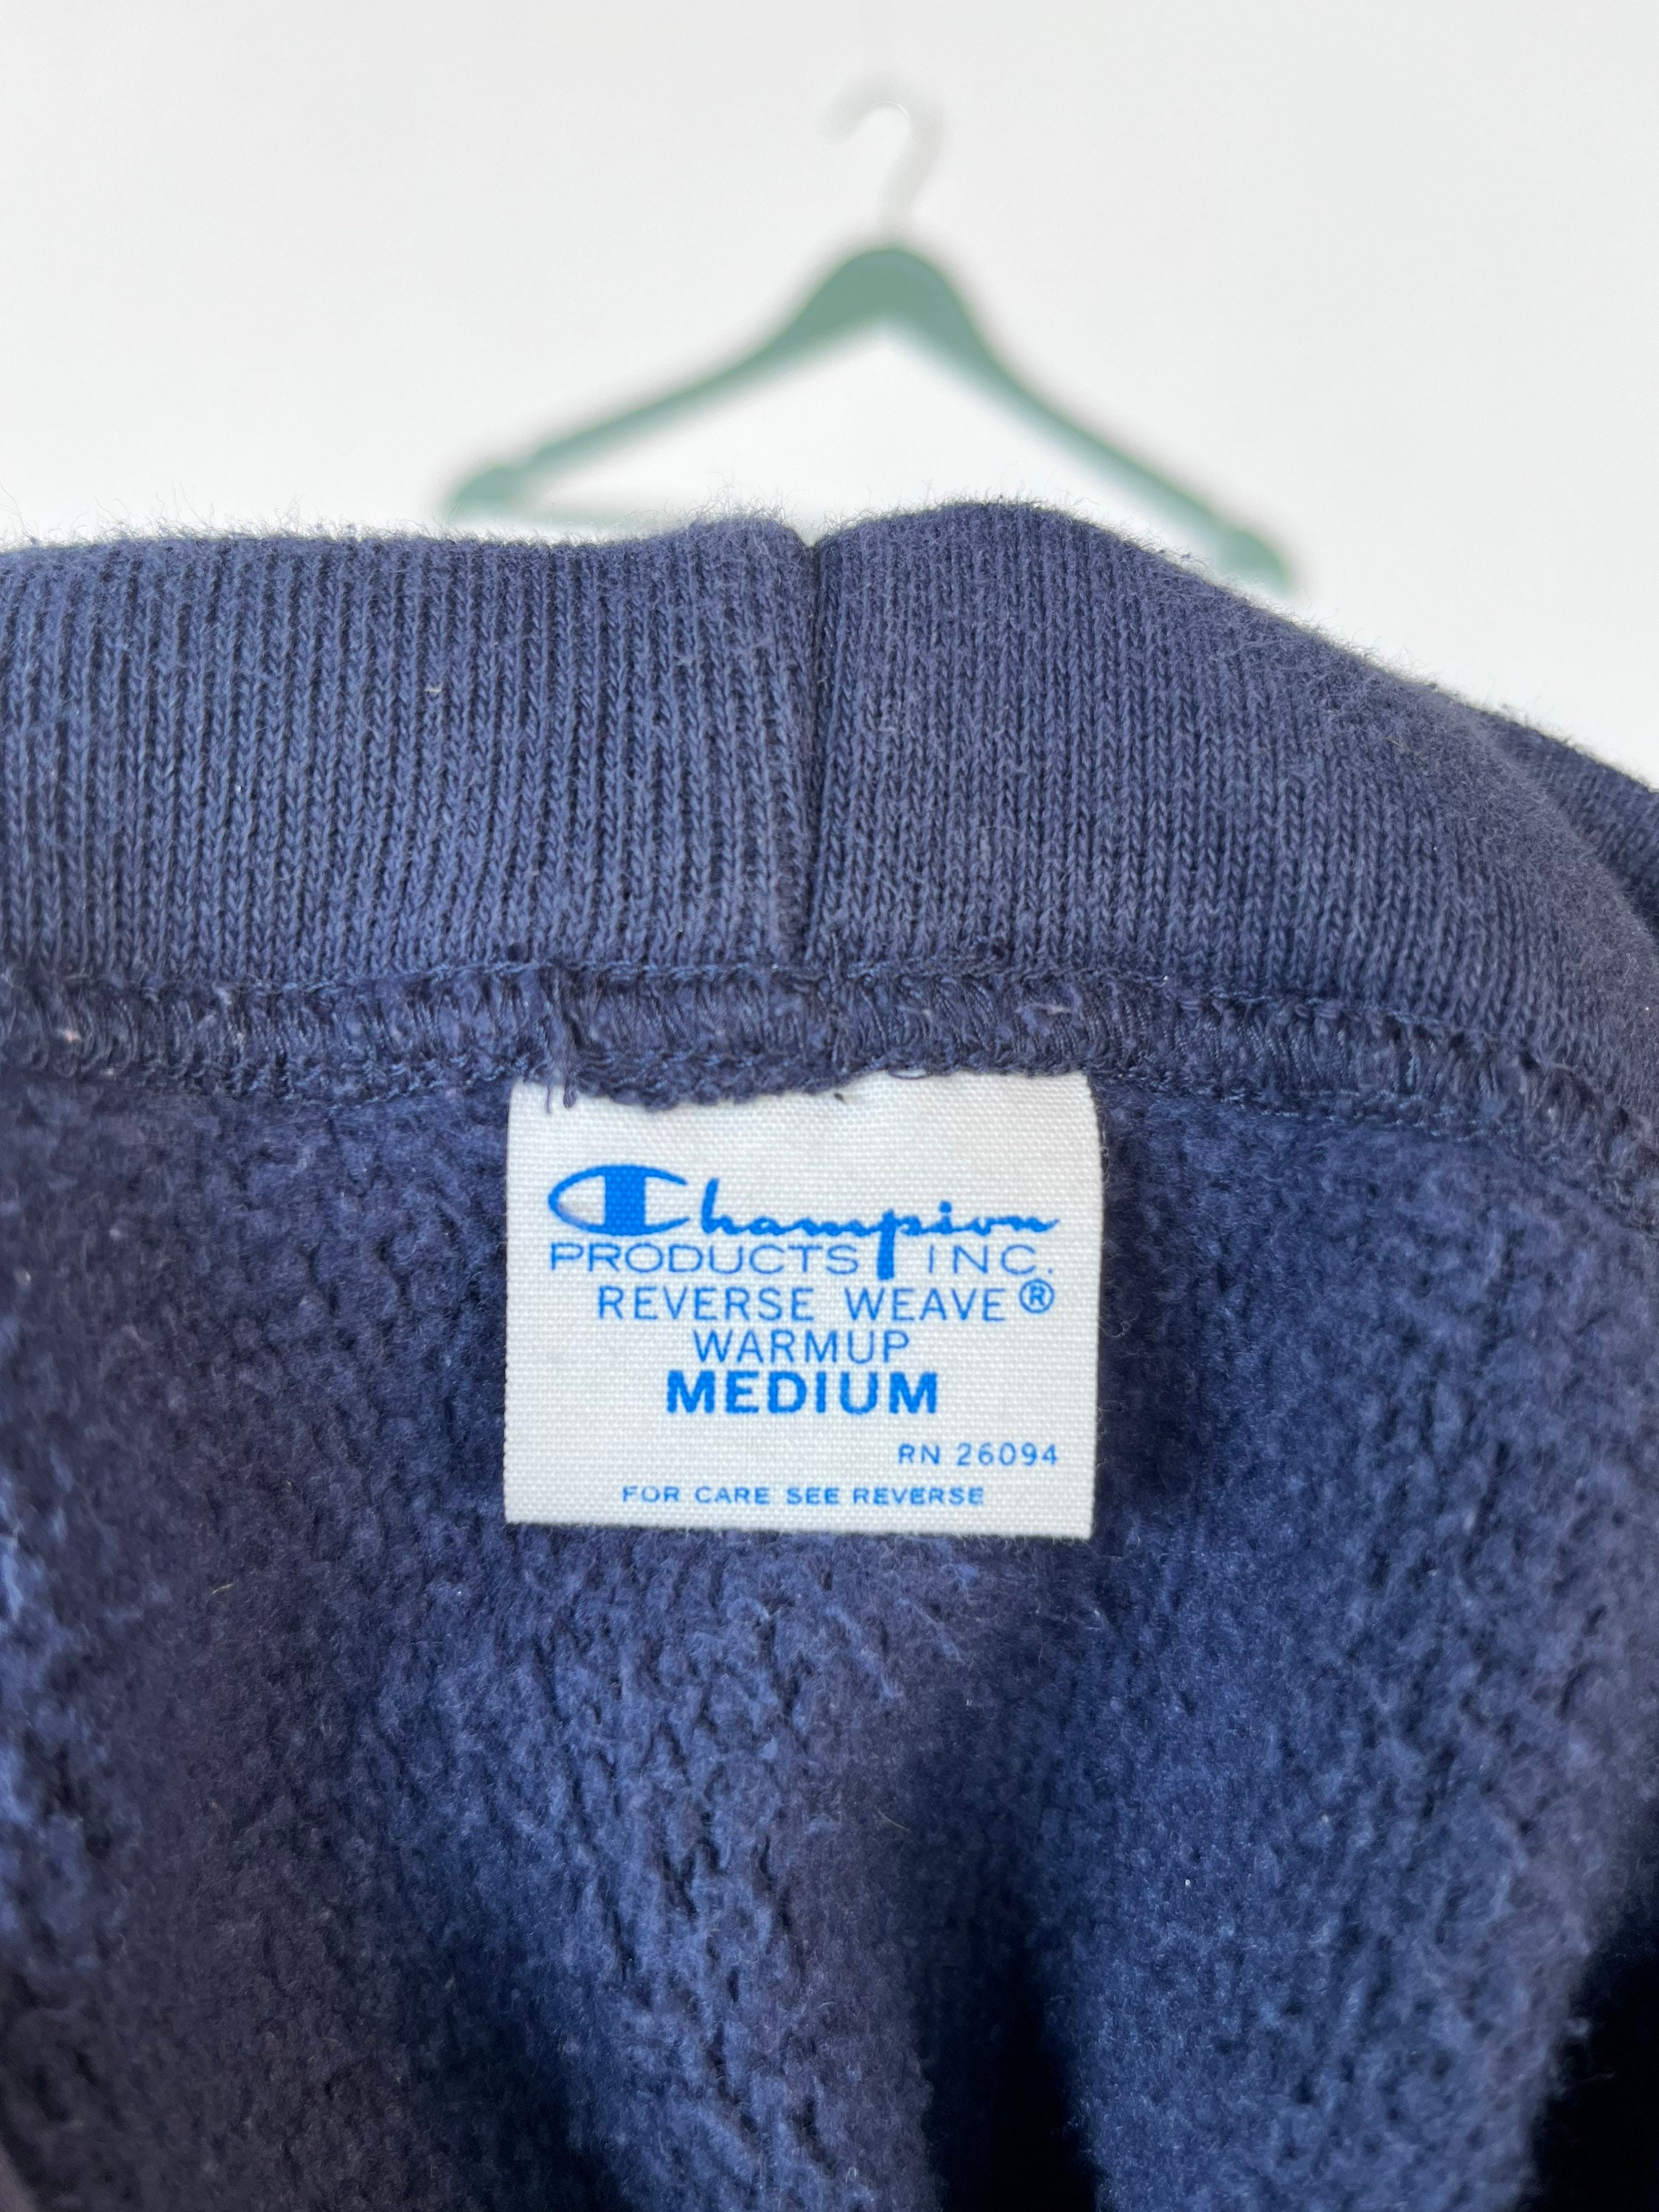 Champion
PRODUCTS INC.
REVERSE WEAVE®
WARMUP
MEDIUM
RN 26094
FOR CARE SEE REVERSE